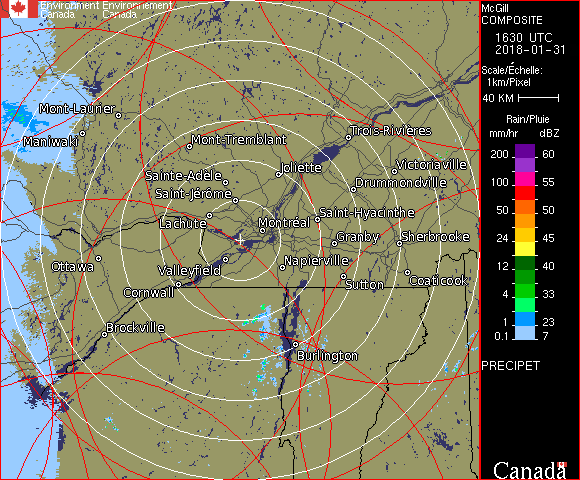 Environment Environnement
Canada Canada
McGill
COMPOSITE
1630 UTC
2018-01-31
Scale/Échelle:
1km/Pixel
40 KM
Rain/Pluie
mm/hr dBZ
200 60
150 57
100 55
50 50
24 45
12 40
4 33
1 23
0.1 7
PRECIPET
Canada
Mont-Laurier
Maniwaki
Mont-Tremblant
Trois-Rivières
Sainte-Adèle
Joliette
Victoriaville
Saint-Jérôme
Drummondville
Lachute
Montréal
Saint-Hyacinthe
Granby
Sherbrooke
Ottawa
Valleyfield
Napierville
Cornwall
Sutton
Coaticook
Brockville
Burlington